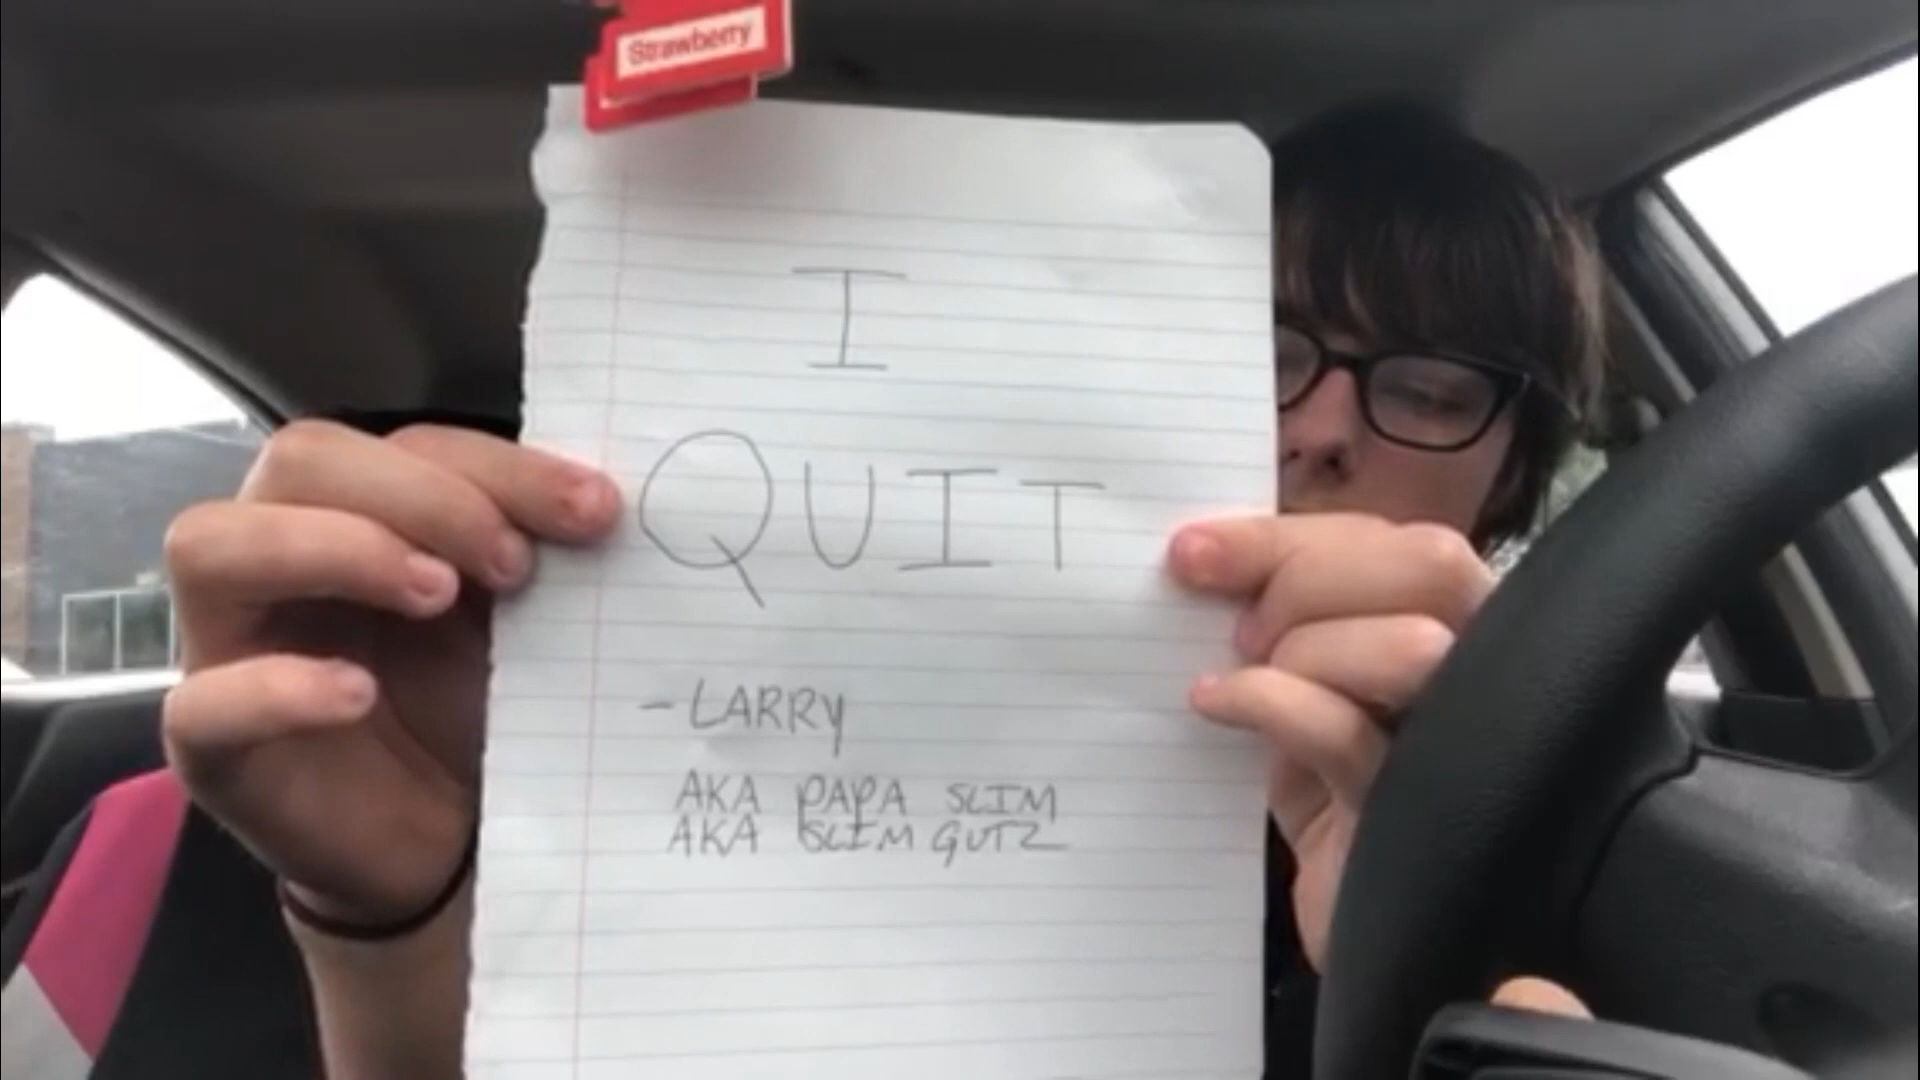 Strawberry
I
QUIT
-LARRY
AKA PAPA SLIM
AKA SLIM GUTZ